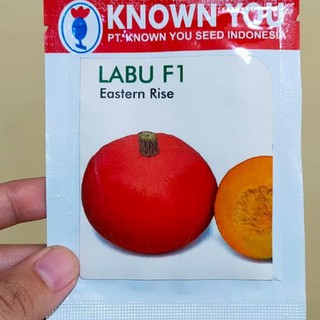 KNOWN YOU
PT. KNOWN YOU SEED INDONESIA
LABU F1
Eastern Rise